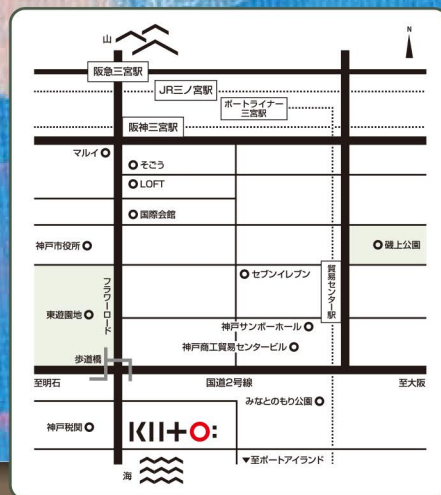 山
N
阪急三宮駅
JR三ノ宮駅
ポートライナー
三宮駅
阪神三宮駅
マルイ
そごう
LOFT
国際会館
神戸市役所
磯上公園
セブンイレブン
貿易センター駅
フラワーロード
東遊園地
神戸サンボーホール
神戸商工貿易センタービル
歩道橋
至明石
国道2号線
至大阪
みなとのもり公園
神戸税関
KIITO:
▼至ポートアイランド
海